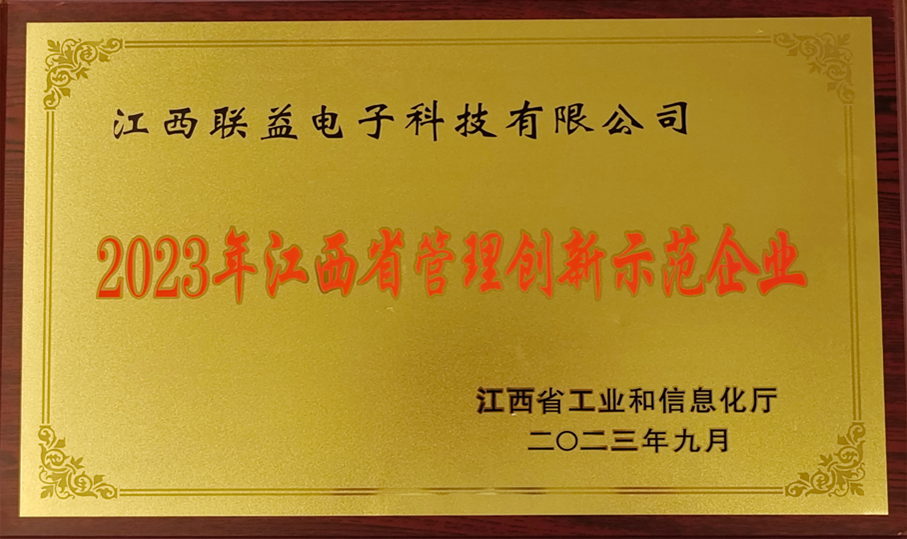 江西联益电子科技有限公司
2023年江西省管理创新示范企业
江西省工业和信息化厅
二〇二三年九月